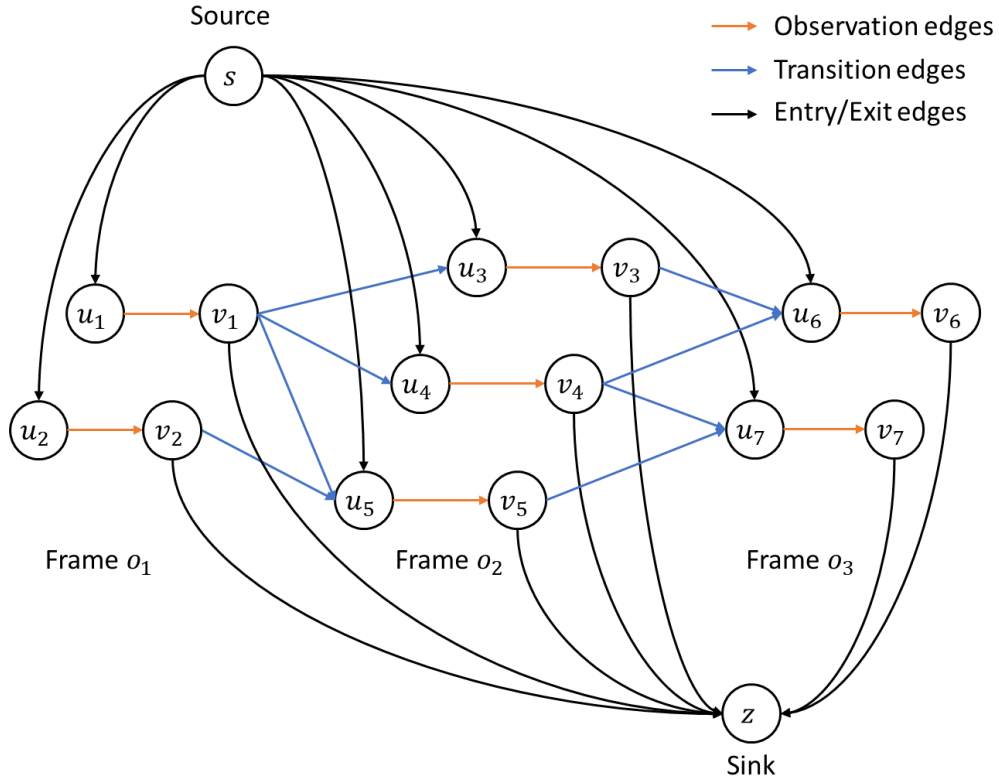 Source
Observation edges
Transition edges
Entry/Exit edges
s
u₃ v₃
u₁ v₁ u₆ v₆
u₄ v₄
u₂ v₂ u₇ v₇
u₅ v₅
Frame o₁ Frame o₂ Frame o₃
z
Sink